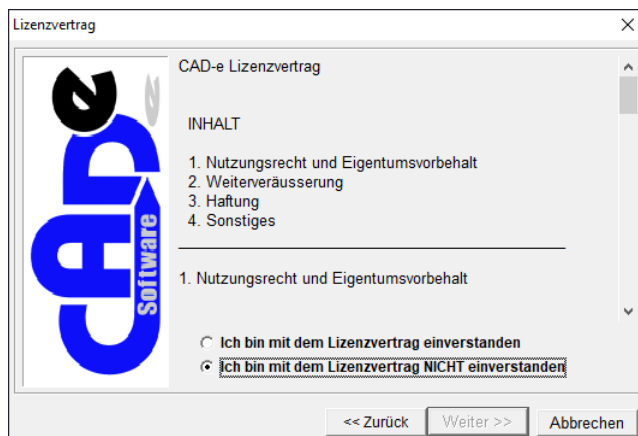 Lizenzvertrag
CAD-e Lizenzvertrag
INHALT
1. Nutzungsrecht und Eigentumsvorbehalt
2. Weiterveräusserung
3. Haftung
4. Sonstiges
1. Nutzungsrecht und Eigentumsvorbehalt
CADe
e
Software
Ich bin mit dem Lizenzvertrag einverstanden
Ich bin mit dem Lizenzvertrag NICHT einverstanden
<< Zurück
Weiter >>
Abbrechen